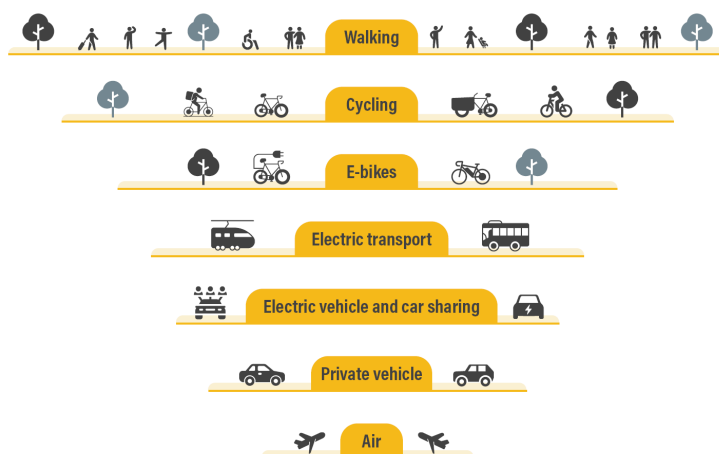 Walking
Cycling
E-bikes
Electric transport
Electric vehicle and car sharing
Private vehicle
Air